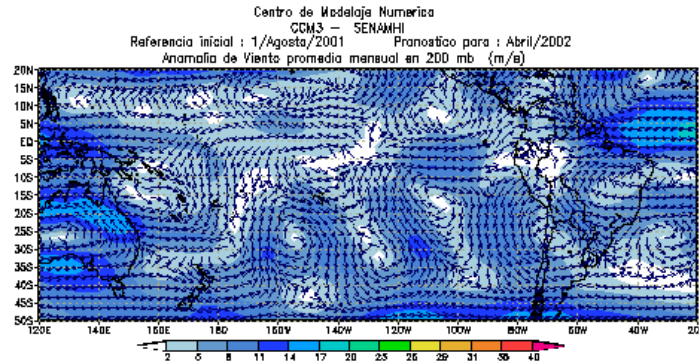 Centro de Modelaje Numerico
CCM3 – SENAMHI
Referencia inicial : 1/Agosto/2001 Pronostico para : Abril/2002
Anomalia de Viento promedio mensual en 200 mb (m/s)
20N
15N
10N
5N
EQ
5S
10S
15S
20S
25S
30S
35S
40S
45S
50S
120E 140E 160E 180 160W 140W 120W 100W 80W 60W 40W 20
2 5 8 11 14 17 20 23 26 29 31 35 40